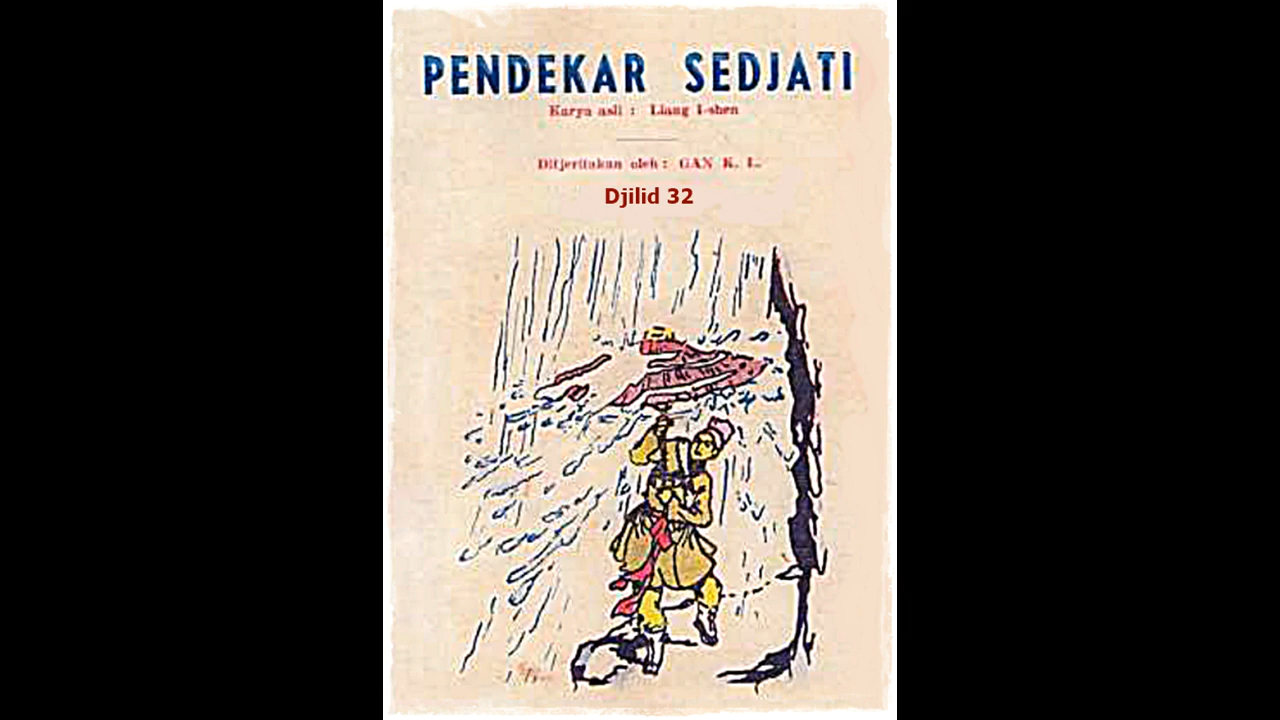 PENDEKAR SEDJATI
Karya asli : Liang I-shen
Ditjeritakan oleh : GAN K. L.
Djilid 32